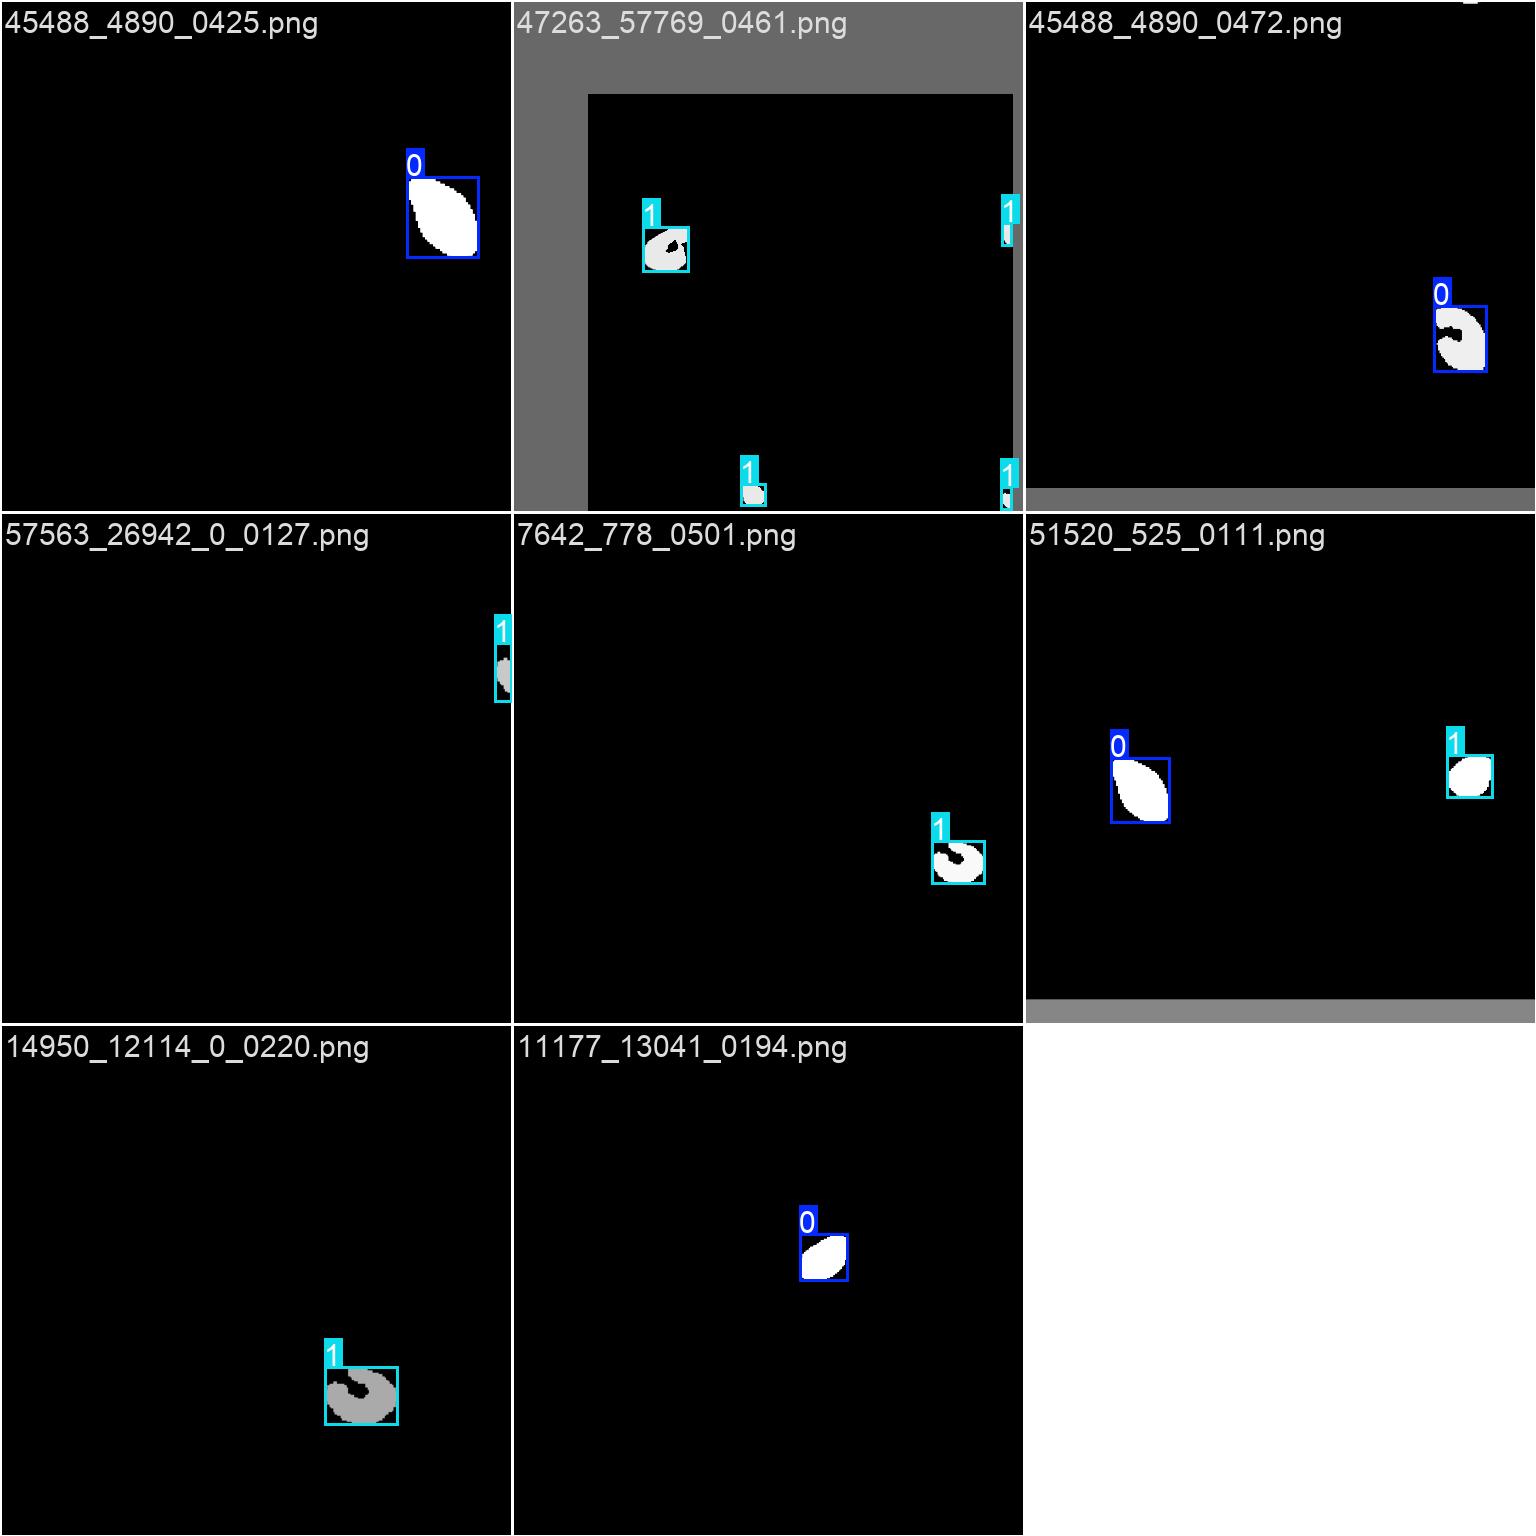 45488_4890_0425.png
47263_57769_0461.png
45488_4890_0472.png
0
1
1
0
1
1
57563_26942_0_0127.png
7642_778_0501.png
51520_525_0111.png
1
1
0
1
14950_12114_0_0220.png
11177_13041_0194.png
1
0